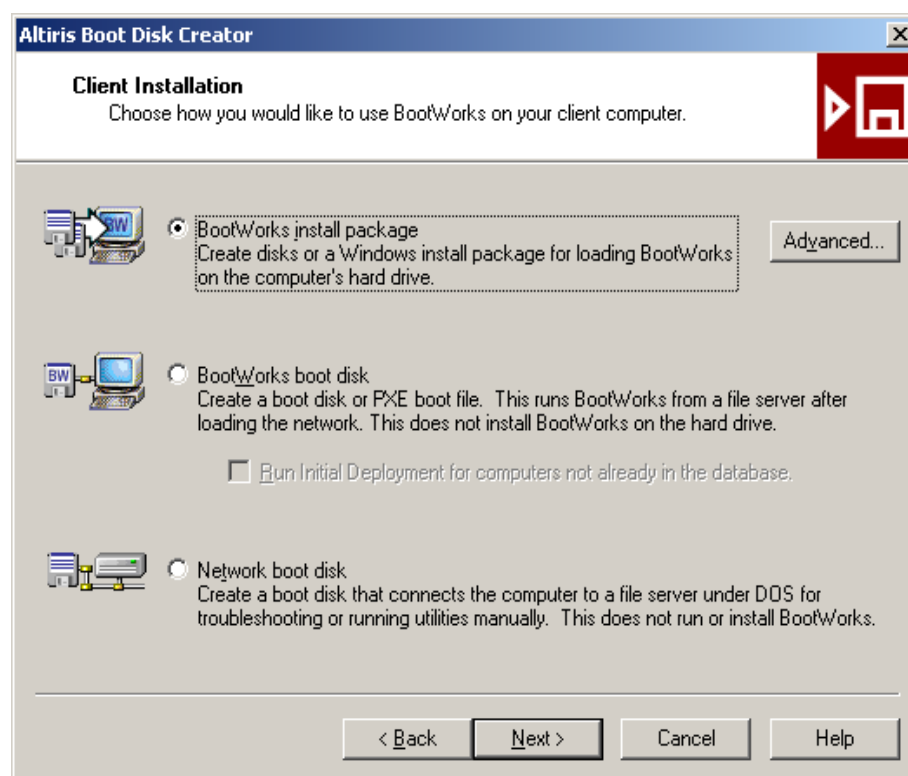 Altiris Boot Disk Creator
Client Installation
Choose how you would like to use BootWorks on your client computer.
BW
BootWorks install package
Create disks or a Windows install package for loading BootWorks
on the computer's hard drive.
Advanced...
BW
BootWorks boot disk
Create a boot disk or PXE boot file. This runs BootWorks from a file server after
loading the network. This does not install BootWorks on the hard drive.
Run Initial Deployment for computers not already in the database.
Network boot disk
Create a boot disk that connects the computer to a file server under DOS for
troubleshooting or running utilities manually. This does not run or install BootWorks.
< Back
Next >
Cancel
Help